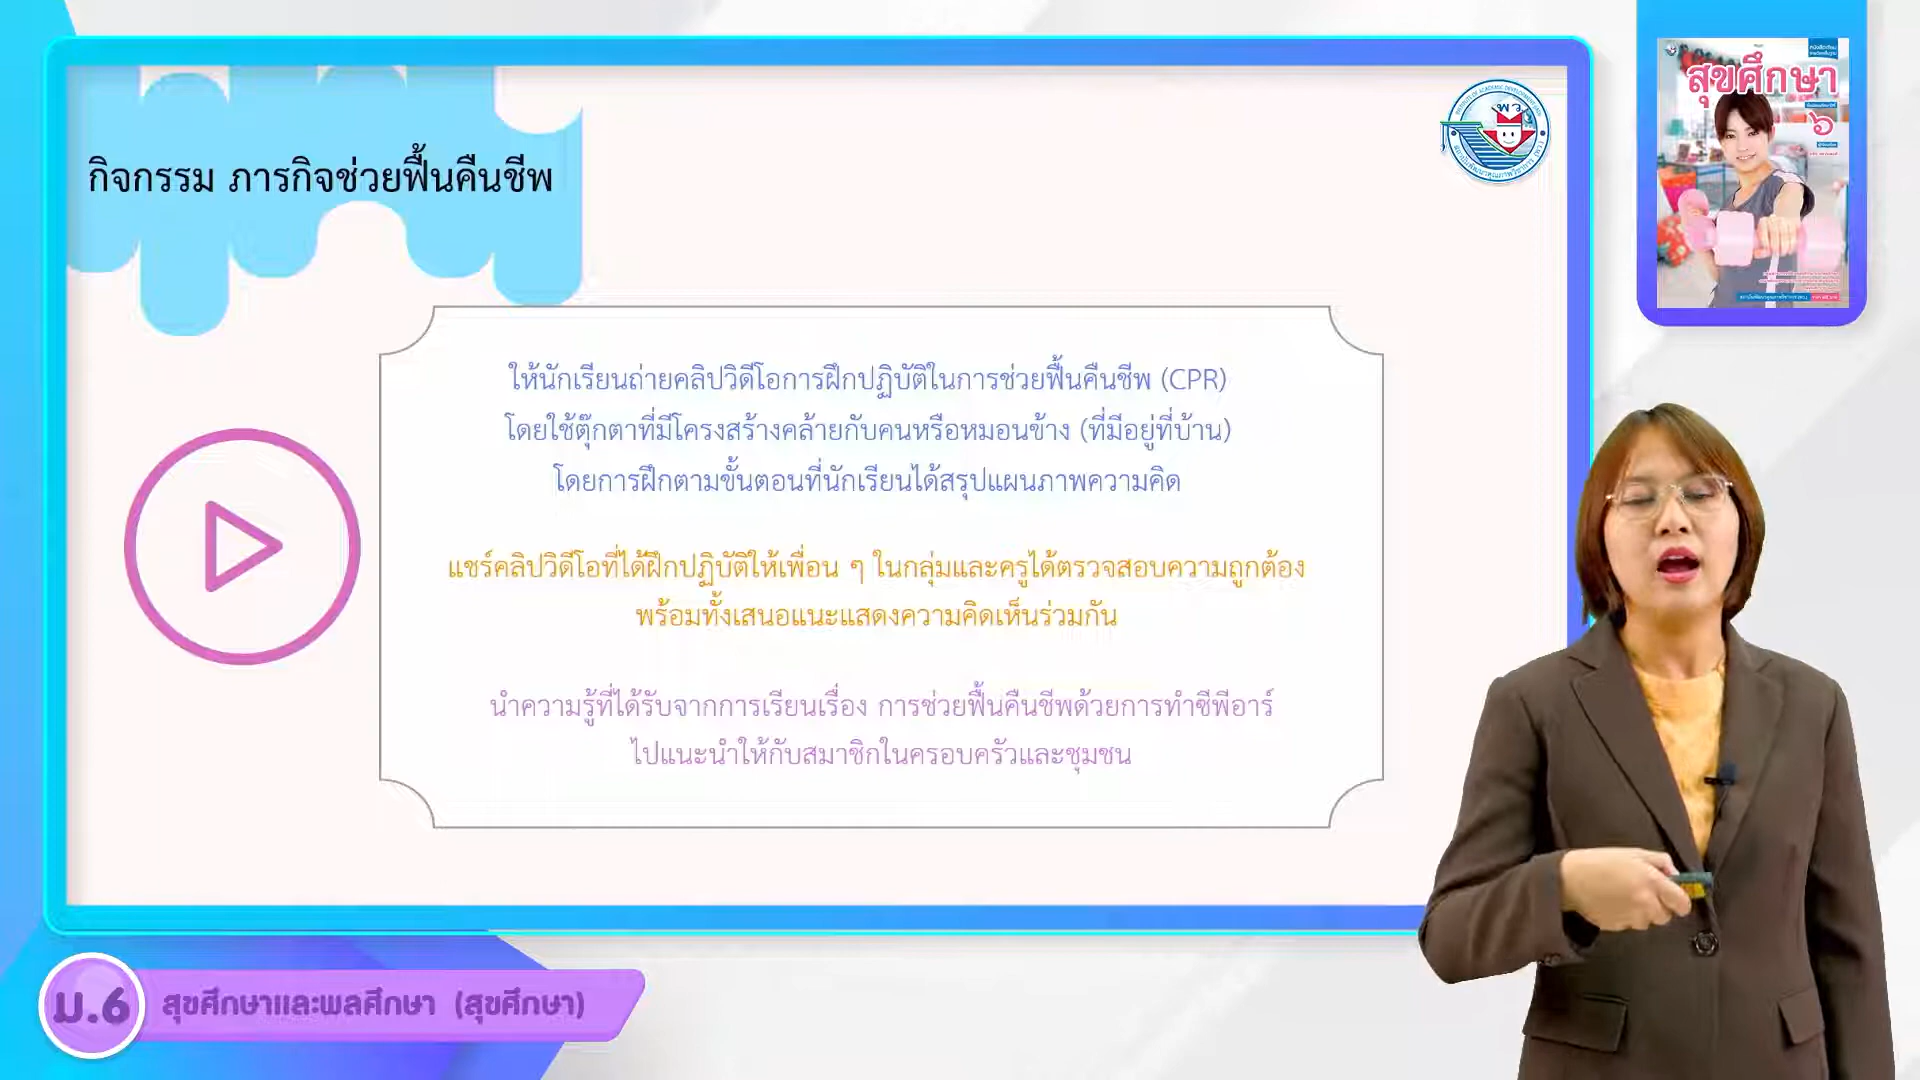 กิจกรรม ภารกิจช่วยฟื้นคืนชีพ
ให้นักเรียนถ่ายคลิปวิดีโอการฝึกปฏิบัติในการช่วยฟื้นคืนชีพ (CPR)
โดยใช้ตุ๊กตาที่มีโครงสร้างคล้ายกับคนหรือหมอนข้าง (ที่มีอยู่ที่บ้าน)
โดยการฝึกตามขั้นตอนที่นักเรียนได้สรุปแผนภาพความคิด
แชร์คลิปวิดีโอที่ได้ฝึกปฏิบัติให้เพื่อน ๆ ในกลุ่มและครูได้ตรวจสอบความถูกต้อง
พร้อมทั้งเสนอแนะแสดงความคิดเห็นร่วมกัน
นำความรู้ที่ได้รับจากการเรียนเรื่อง การช่วยฟื้นคืนชีพด้วยการทำซีพีอาร์
ไปแนะนำให้กับสมาชิกในครอบครัวและชุมชน
พว.
สุขศึกษา
๖
ม.6 สุขศึกษาและพลศึกษา (สุขศึกษา)